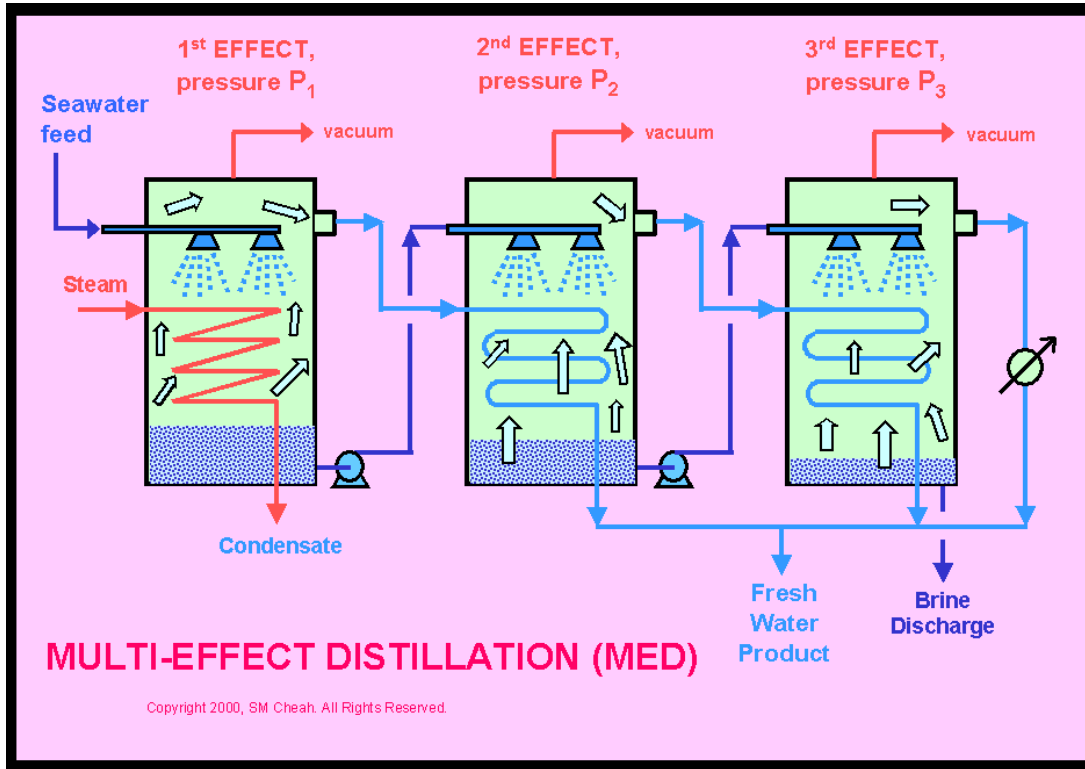 1st EFFECT,
pressure P1
2nd EFFECT,
pressure P2
3rd EFFECT,
pressure P3
Seawater
feed
vacuum
vacuum
vacuum
Steam
Condensate
Fresh
Water
Product
Brine
Discharge
MULTI-EFFECT DISTILLATION (MED)
Copyright 2000, SM Cheah. All Rights Reserved.